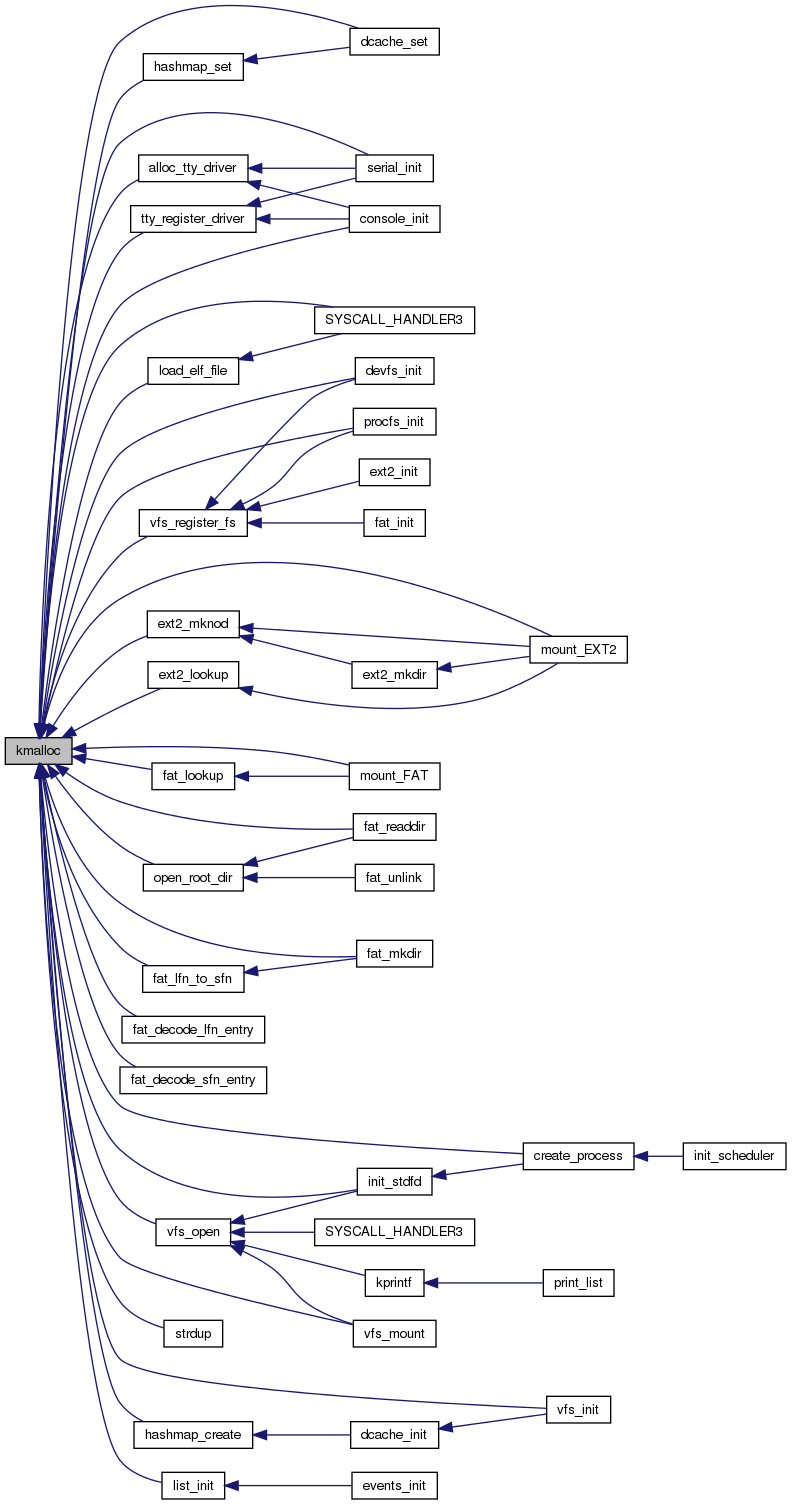 dcache_set
hashmap_set
alloc_tty_driver
serial_init
tty_register_driver
console_init
SYSCALL_HANDLER3
load_elf_file
devfs_init
procfs_init
ext2_init
vfs_register_fs
fat_init
ext2_mknod
mount_EXT2
ext2_lookup
ext2_mkdir
kmalloc
fat_lookup
mount_FAT
fat_readdir
open_root_dir
fat_unlink
fat_mkdir
fat_lfn_to_sfn
fat_decode_lfn_entry
fat_decode_sfn_entry
create_process
init_scheduler
init_stdfd
vfs_open
SYSCALL_HANDLER3
kprintf
print_list
strdup
vfs_mount
vfs_init
hashmap_create
dcache_init
list_init
events_init